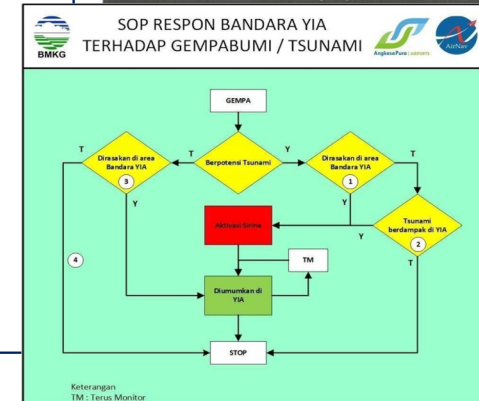 SOP RESPON BANDARA YIA
TERHADAP GEMPABUMI / TSUNAMI
BMKG
AngkasaPura | AIRPORTS
AirNav
GEMPA
T
Dirasakan di area
Bandara YIA
3
T
Berpotensi Tsunami
Y
Dirasakan di area
Bandara YIA
1
T
Y
Y
Aktivasi Sirine
Y
Tsunami
berdampak di YIA
2
4
TM
T
Diumumkan di
YIA
STOP
Keterangan
TM : Terus Monitor